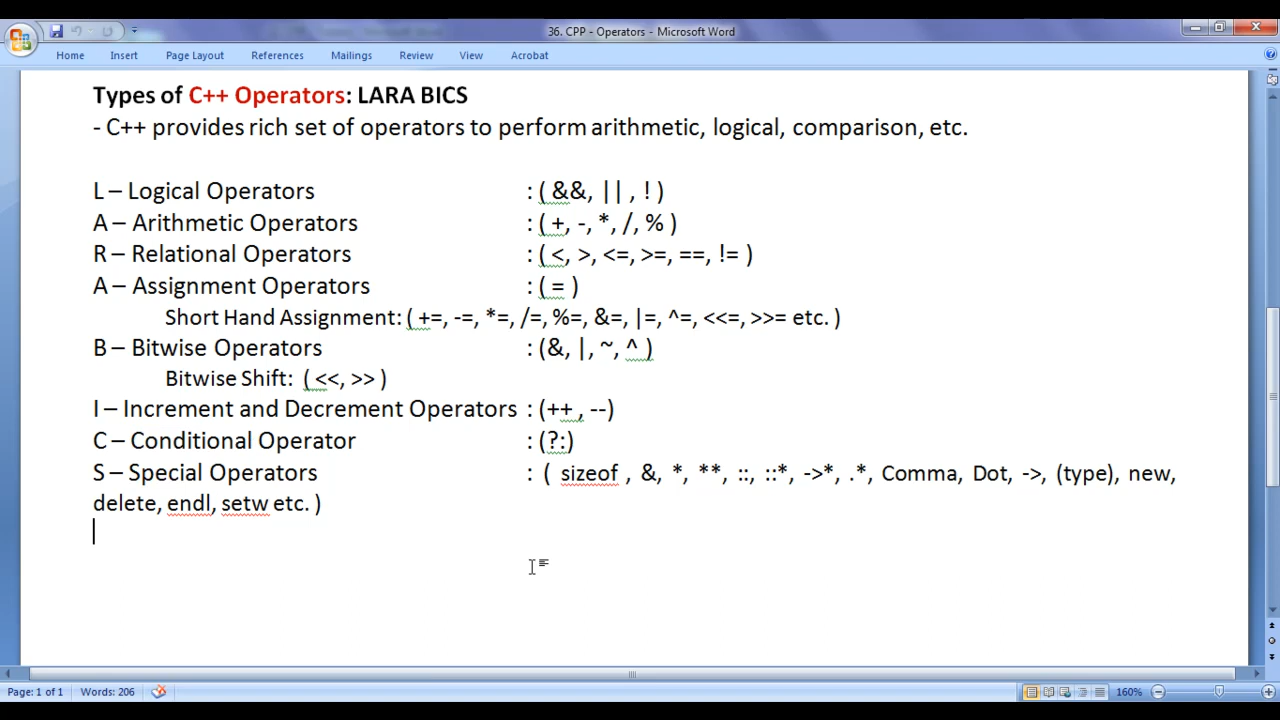 36. CPP - Operators - Microsoft Word
Home Insert Page Layout References Mailings Review View Acrobat
Types of C++ Operators: LARA BICS
- C++ provides rich set of operators to perform arithmetic, logical, comparison, etc.
L – Logical Operators : ( &&, || , ! )
A – Arithmetic Operators : ( +, -, *, /, % )
R – Relational Operators : ( <, >, <=, >=, ==, != )
A – Assignment Operators : ( = )
Short Hand Assignment: ( +=, -=, *=, /=, %=, &=, |=, ^=, <<=, >>= etc. )
B – Bitwise Operators : (&, |, ~, ^ )
Bitwise Shift: ( <<, >> )
I – Increment and Decrement Operators : (++ , --)
C – Conditional Operator : (?:)
S – Special Operators : ( sizeof , &, *, **, ::, ::*, ->*, .*, Comma, Dot, ->, (type), new,
delete, endl, setw etc. )
Page: 1 of 1 Words: 206 160%